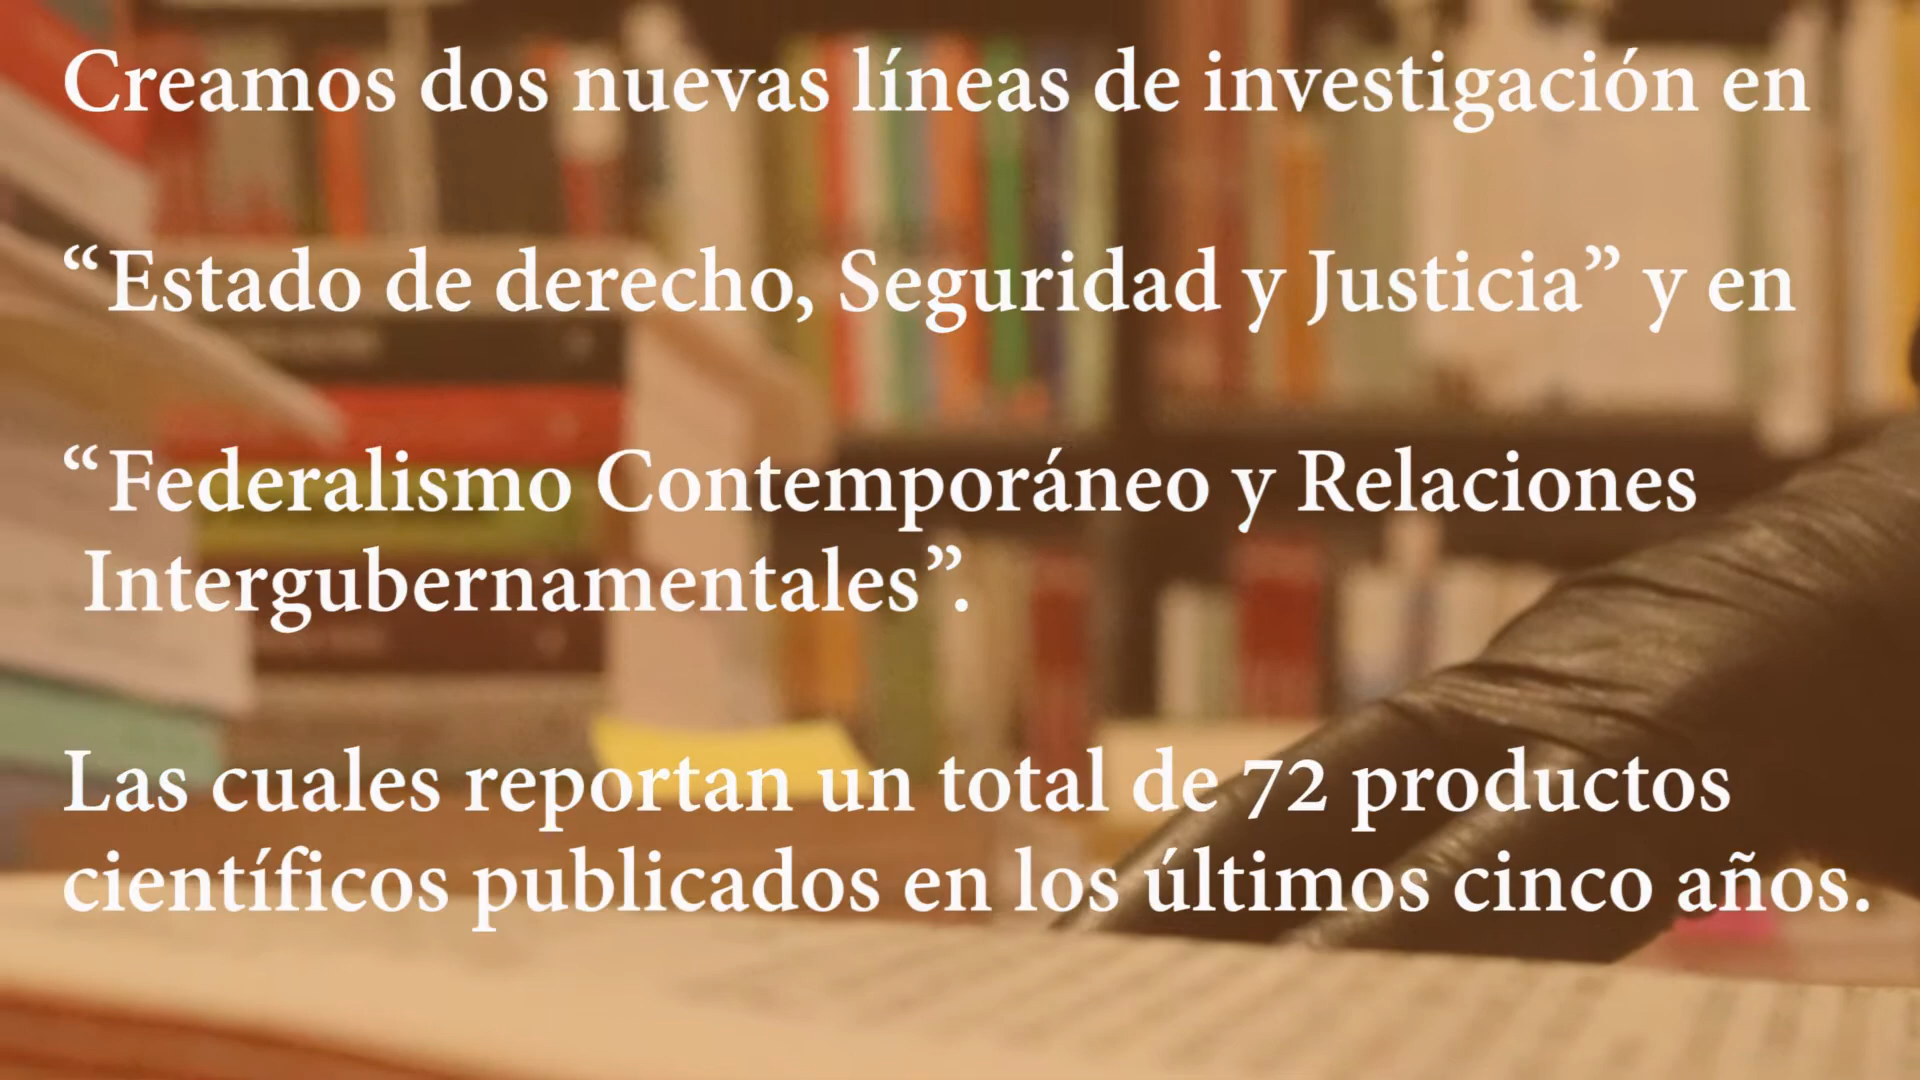 Creamos dos nuevas líneas de investigación en
“Estado de derecho, Seguridad y Justicia” y en
“Federalismo Contemporáneo y Relaciones
Intergubernamentales”.
Las cuales reportan un total de 72 productos
científicos publicados en los últimos cinco años.